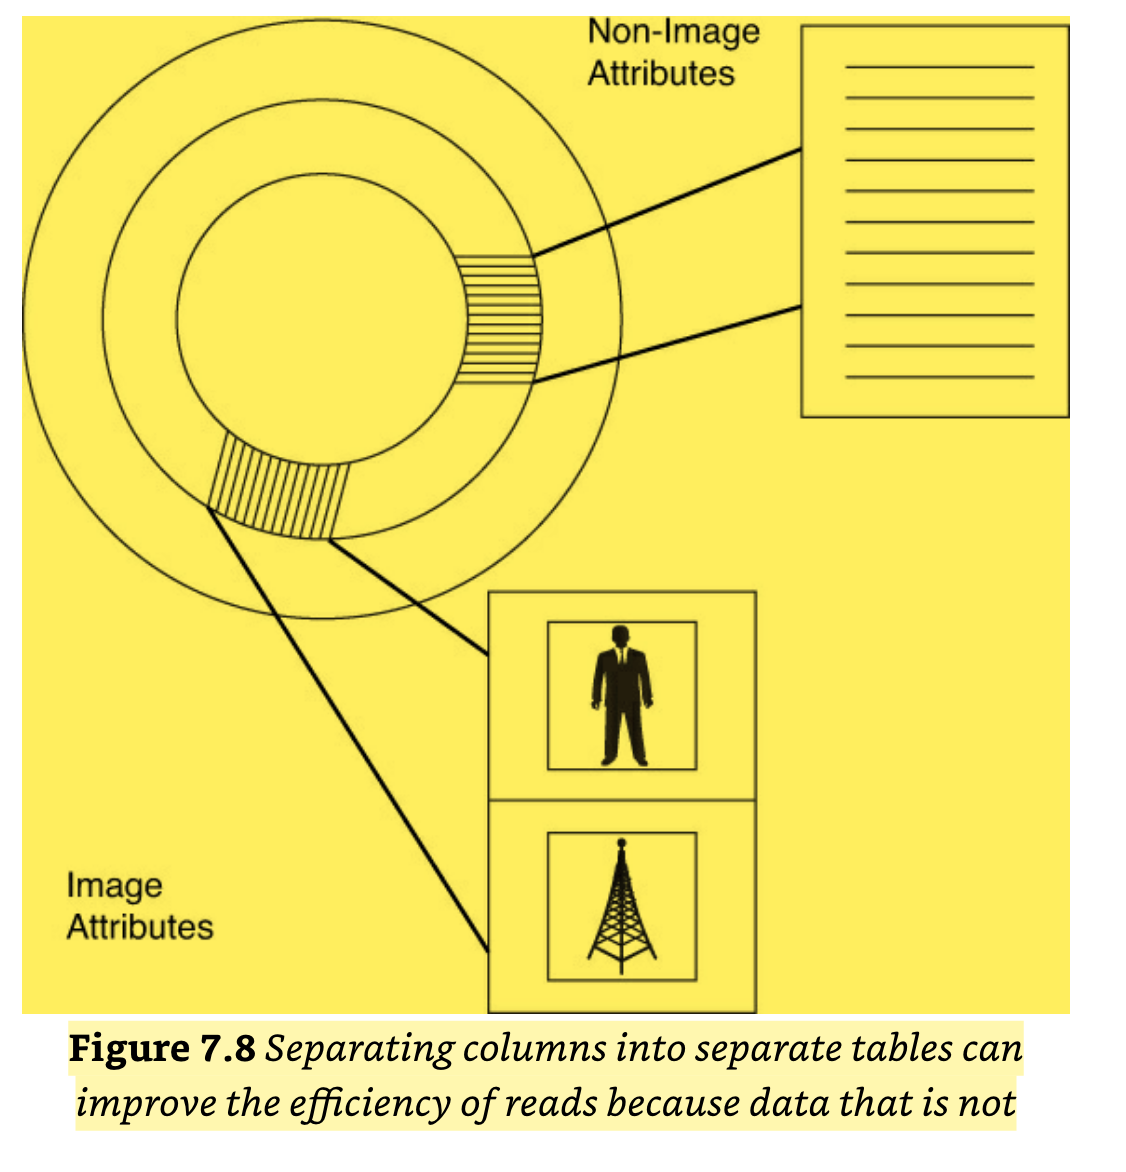 Non-Image
Attributes
Image
Attributes
Figure 7.8 Separating columns into separate tables can
improve the efficiency of reads because data that is not